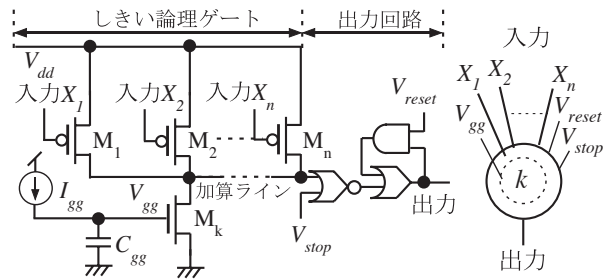 しきい論理ゲート
出力回路
V_dd
入力X_1
入力X_2
入力X_n
V_reset
M_1
M_2
M_n
I_gg
V_gg
加算ライン
M_k
C_gg
V_stop
出力
入力
X_1
X_2
X_n
V_gg
V_reset
V_stop
k
出力